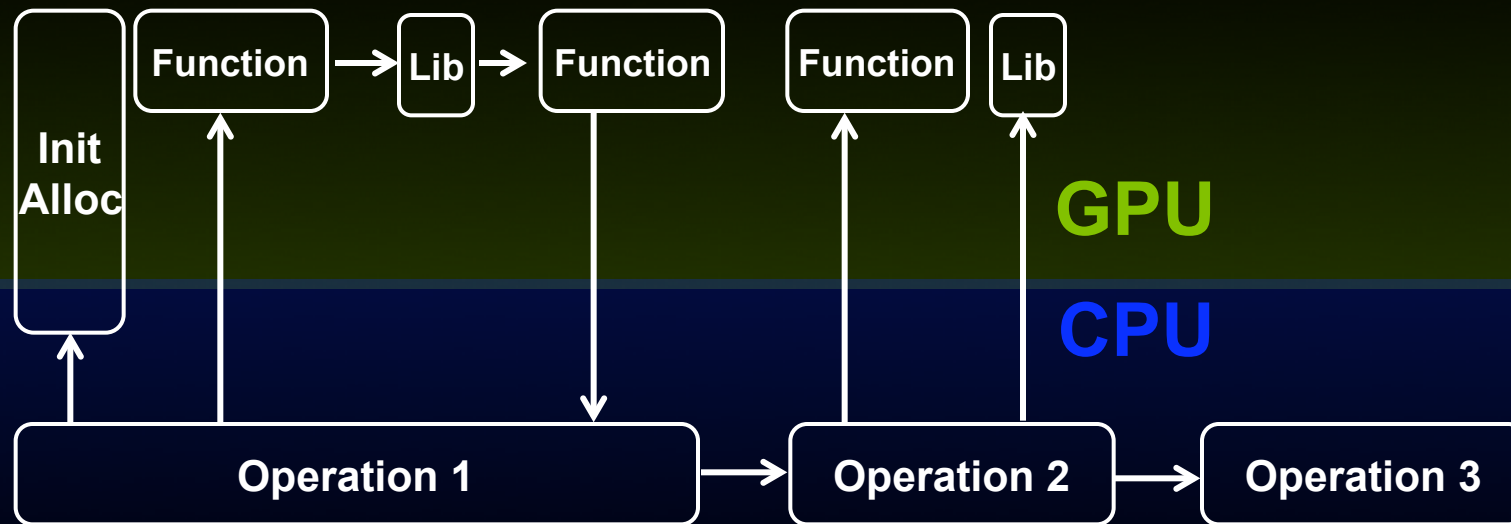 Init
Alloc
Function
Lib
Function
Function
Lib
GPU
CPU
Operation 1
Operation 2
Operation 3